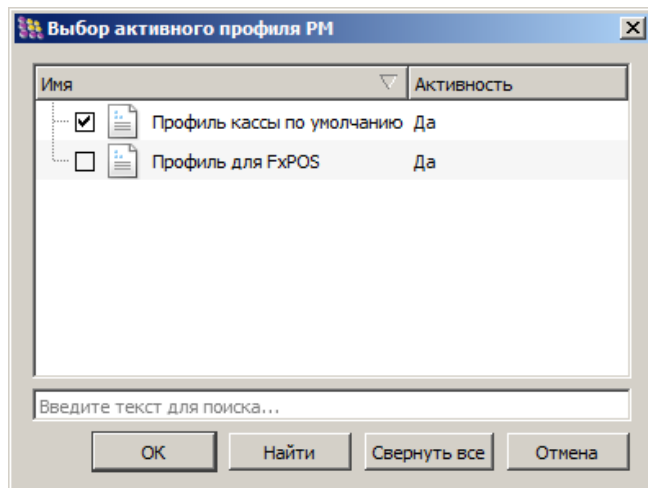 Выбор активного профиля РМ
Имя Активность
Профиль кассы по умолчанию Да
Профиль для FxPOS Да
Введите текст для поиска...
ОК Найти Свернуть все Отмена